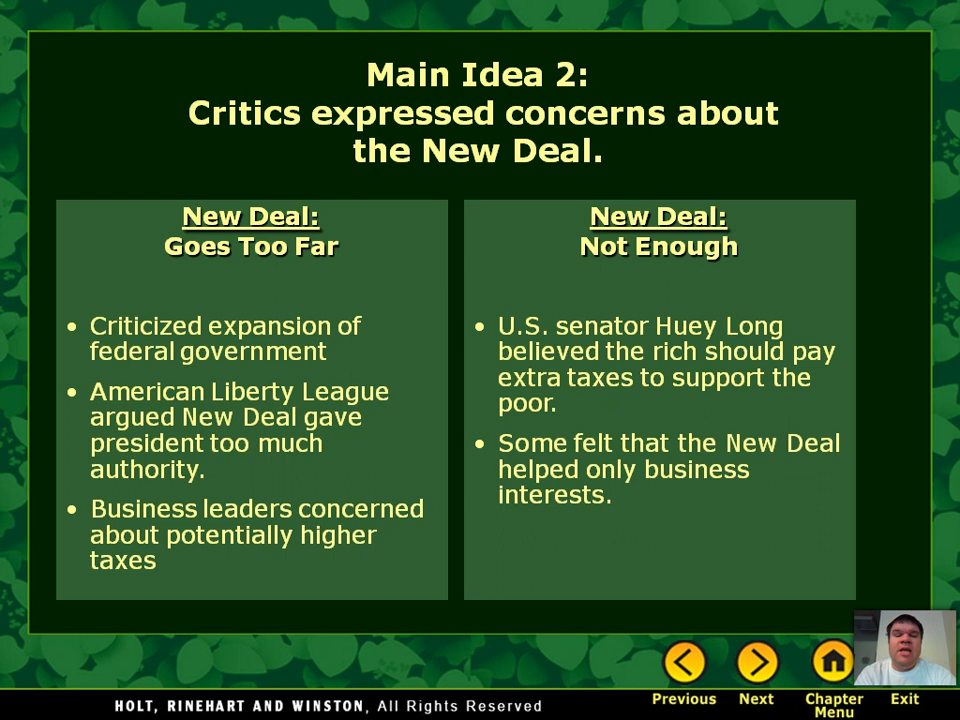 Main Idea 2:
Critics expressed concerns about
the New Deal.
New Deal:
Goes Too Far
• Criticized expansion of
federal government
• American Liberty League
argued New Deal gave
president too much
authority.
• Business leaders concerned
about potentially higher
taxes
New Deal:
Not Enough
• U.S. senator Huey Long
believed the rich should pay
extra taxes to support the
poor.
• Some felt that the New Deal
helped only business
interests.
Previous
Next
Chapter
Menu
Exit
HOLT, RINEHART AND WINSTON, All Rights Reserved